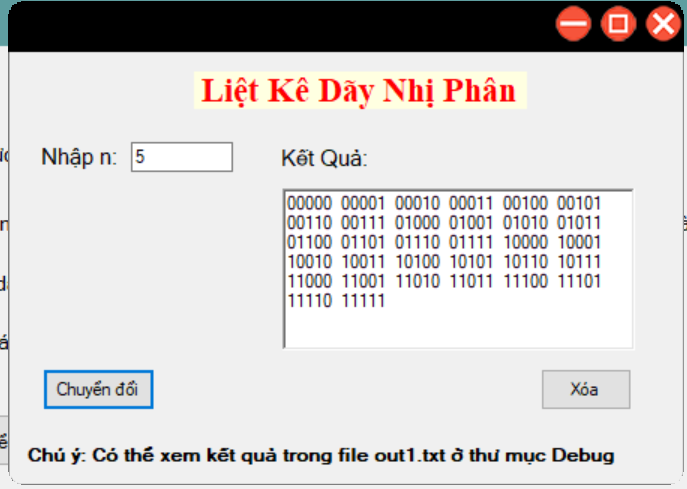 Liệt Kê Dãy Nhị Phân
Nhập n: 5
Kết Quả:
00000 00001 00010 00011 00100 00101
00110 00111 01000 01001 01010 01011
01100 01101 01110 01111 10000 10001
10010 10011 10100 10101 10110 10111
11000 11001 11010 11011 11100 11101
11110 11111
Chuyển đổi
Xóa
Chú ý: Có thể xem kết quả trong file out1.txt ở thư mục Debug